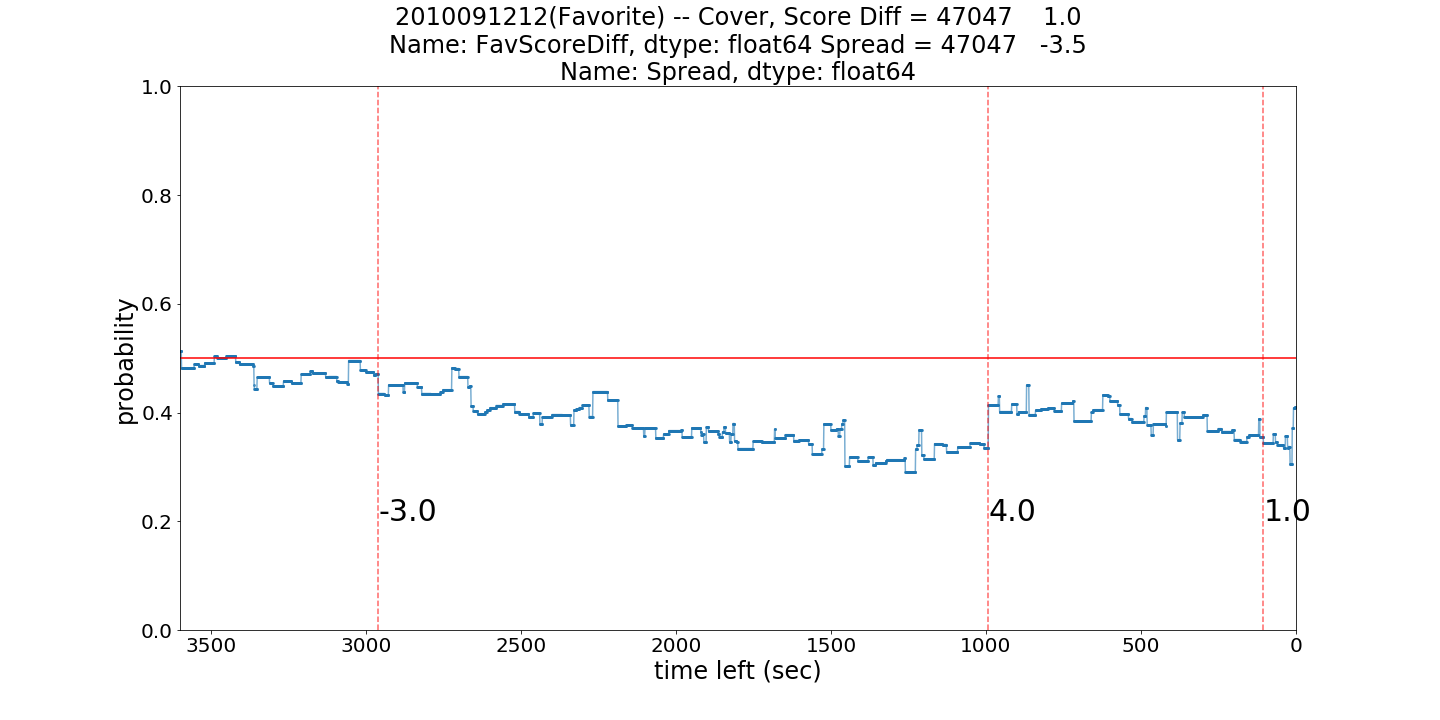 2010091212(Favorite) -- Cover, Score Diff = 47047    1.0
Name: FavScoreDiff, dtype: float64 Spread = 47047   -3.5
Name: Spread, dtype: float64
1.0
0.8
0.6
0.4
0.2
0.0
probability
-3.0
4.0
1.0
3500 3000 2500 2000 1500 1000 500 0
time left (sec)